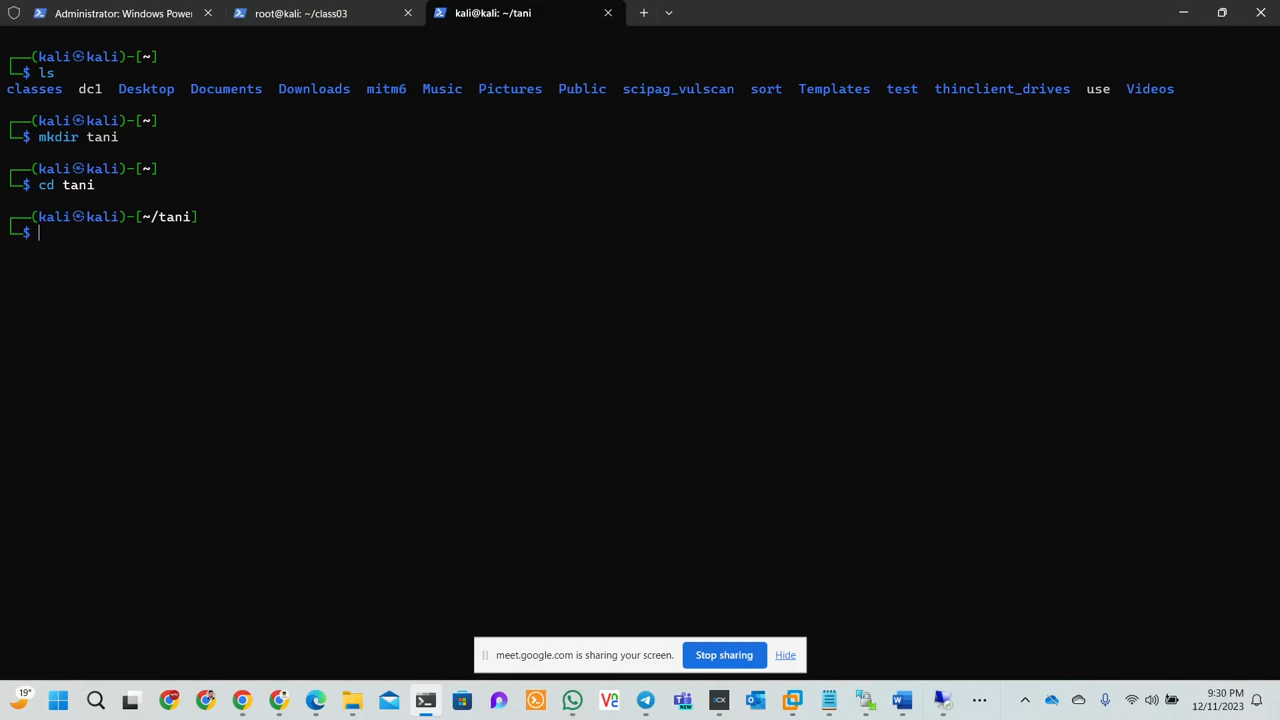 Administrator: Windows Power
root@kali: ~/class03
kali@kali: ~/tani
┌──(kali㉿kali)-[~]
└─$ ls
classes dc1 Desktop Documents Downloads mitm6 Music Pictures Public scipag_vulscan sort Templates test thinclient_drives use Videos
┌──(kali㉿kali)-[~]
└─$ mkdir tani
┌──(kali㉿kali)-[~]
└─$ cd tani
┌──(kali㉿kali)-[~/tani]
└─$
meet.google.com is sharing your screen. Stop sharing Hide
19°
NEW
9:30 PM
12/11/2023